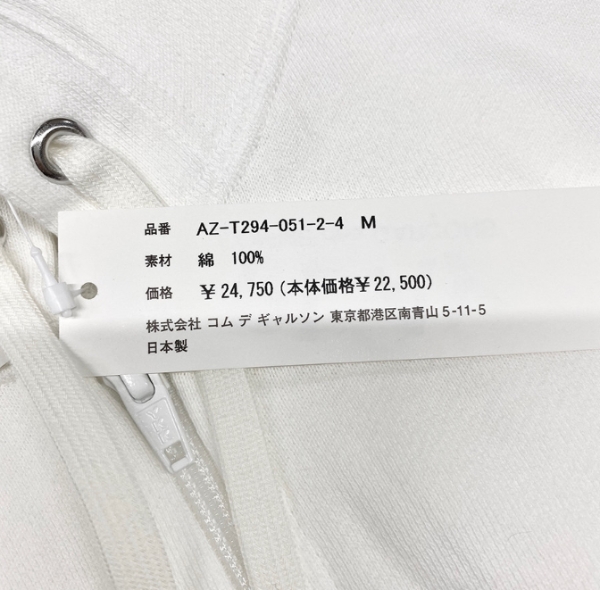 品番 AZ-T294-051-2-4 M
素材 綿 100%
価格 ¥24,750(本体価格¥22,500)
株式会社 コム デ ギャルソン 東京都港区南青山 5-11-5
日本製